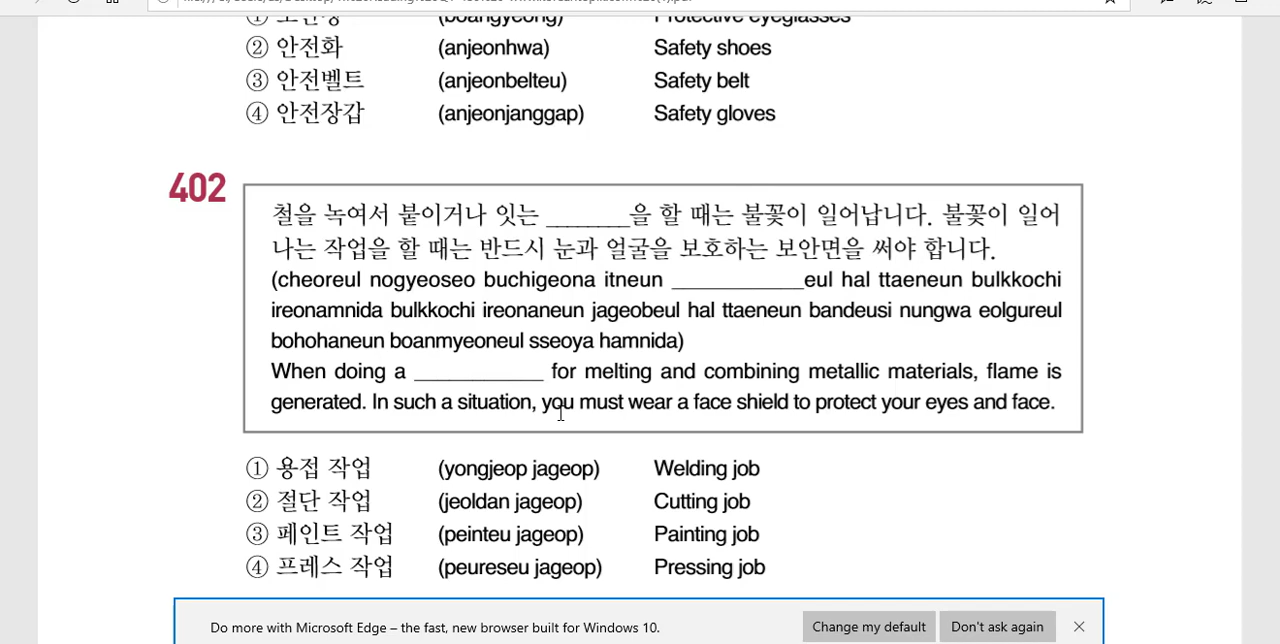 (boangyeong) Protective eyeglasses
② 안전화 (anjeonhwa) Safety shoes
③ 안전벨트 (anjeonbelteu) Safety belt
④ 안전장갑 (anjeonjanggap) Safety gloves
402
철을 녹여서 붙이거나 잇는 ________을 할 때는 불꽃이 일어납니다. 불꽃이 일어
나는 작업을 할 때는 반드시 눈과 얼굴을 보호하는 보안면을 써야 합니다.
(cheoreul nogyeoseo buchigeona itneun ___________eul hal ttaeneun bulkkochi
ireonamnida bulkkochi ireonaneun jageobeul hal ttaeneun bandeusi nungwa eolgureul
bohohaneun boanmyeoneul sseoya hamnida)
When doing a ___________ for melting and combining metallic materials, flame is
generated. In such a situation, you must wear a face shield to protect your eyes and face.
① 용접 작업 (yongjeop jageop) Welding job
② 절단 작업 (jeoldan jageop) Cutting job
③ 페인트 작업 (peinteu jageop) Painting job
④ 프레스 작업 (peureseu jageop) Pressing job
Do more with Microsoft Edge – the fast, new browser built for Windows 10. Change my default Don't ask again